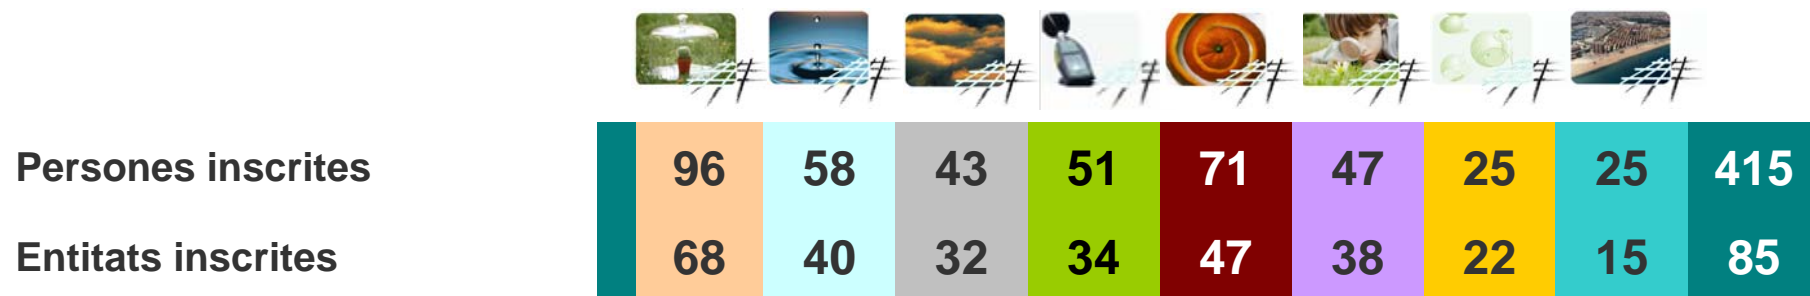 Persones inscrites 96 58 43 51 71 47 25 25 415
Entitats inscrites 68 40 32 34 47 38 22 15 85